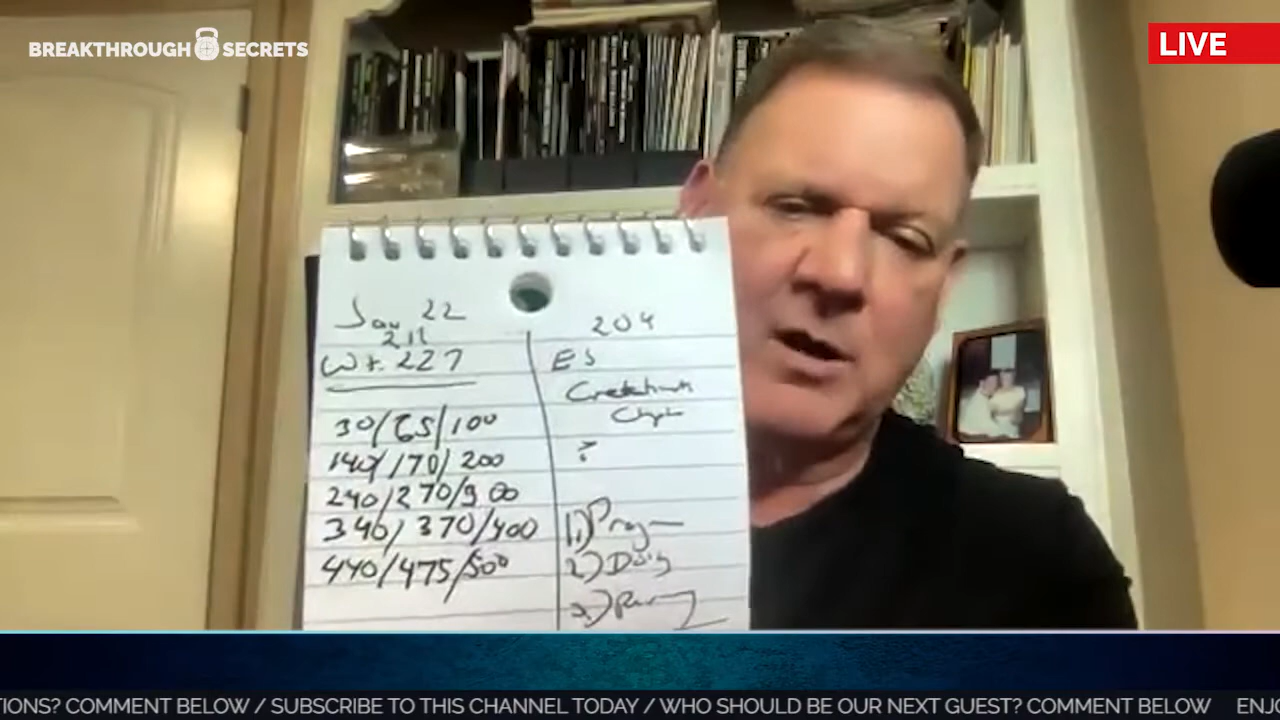 BREAKTHROUGH SECRETS
LIVE
Jan 22
211
Wt. 227
30/65/100
140/170/200
240/270/300
340/370/400
440/475/500
204
ES
?
1.)
2.)
3.)
TIONS? COMMENT BELOW / SUBSCRIBE TO THIS CHANNEL TODAY / WHO SHOULD BE OUR NEXT GUEST? COMMENT BELOW ENJO